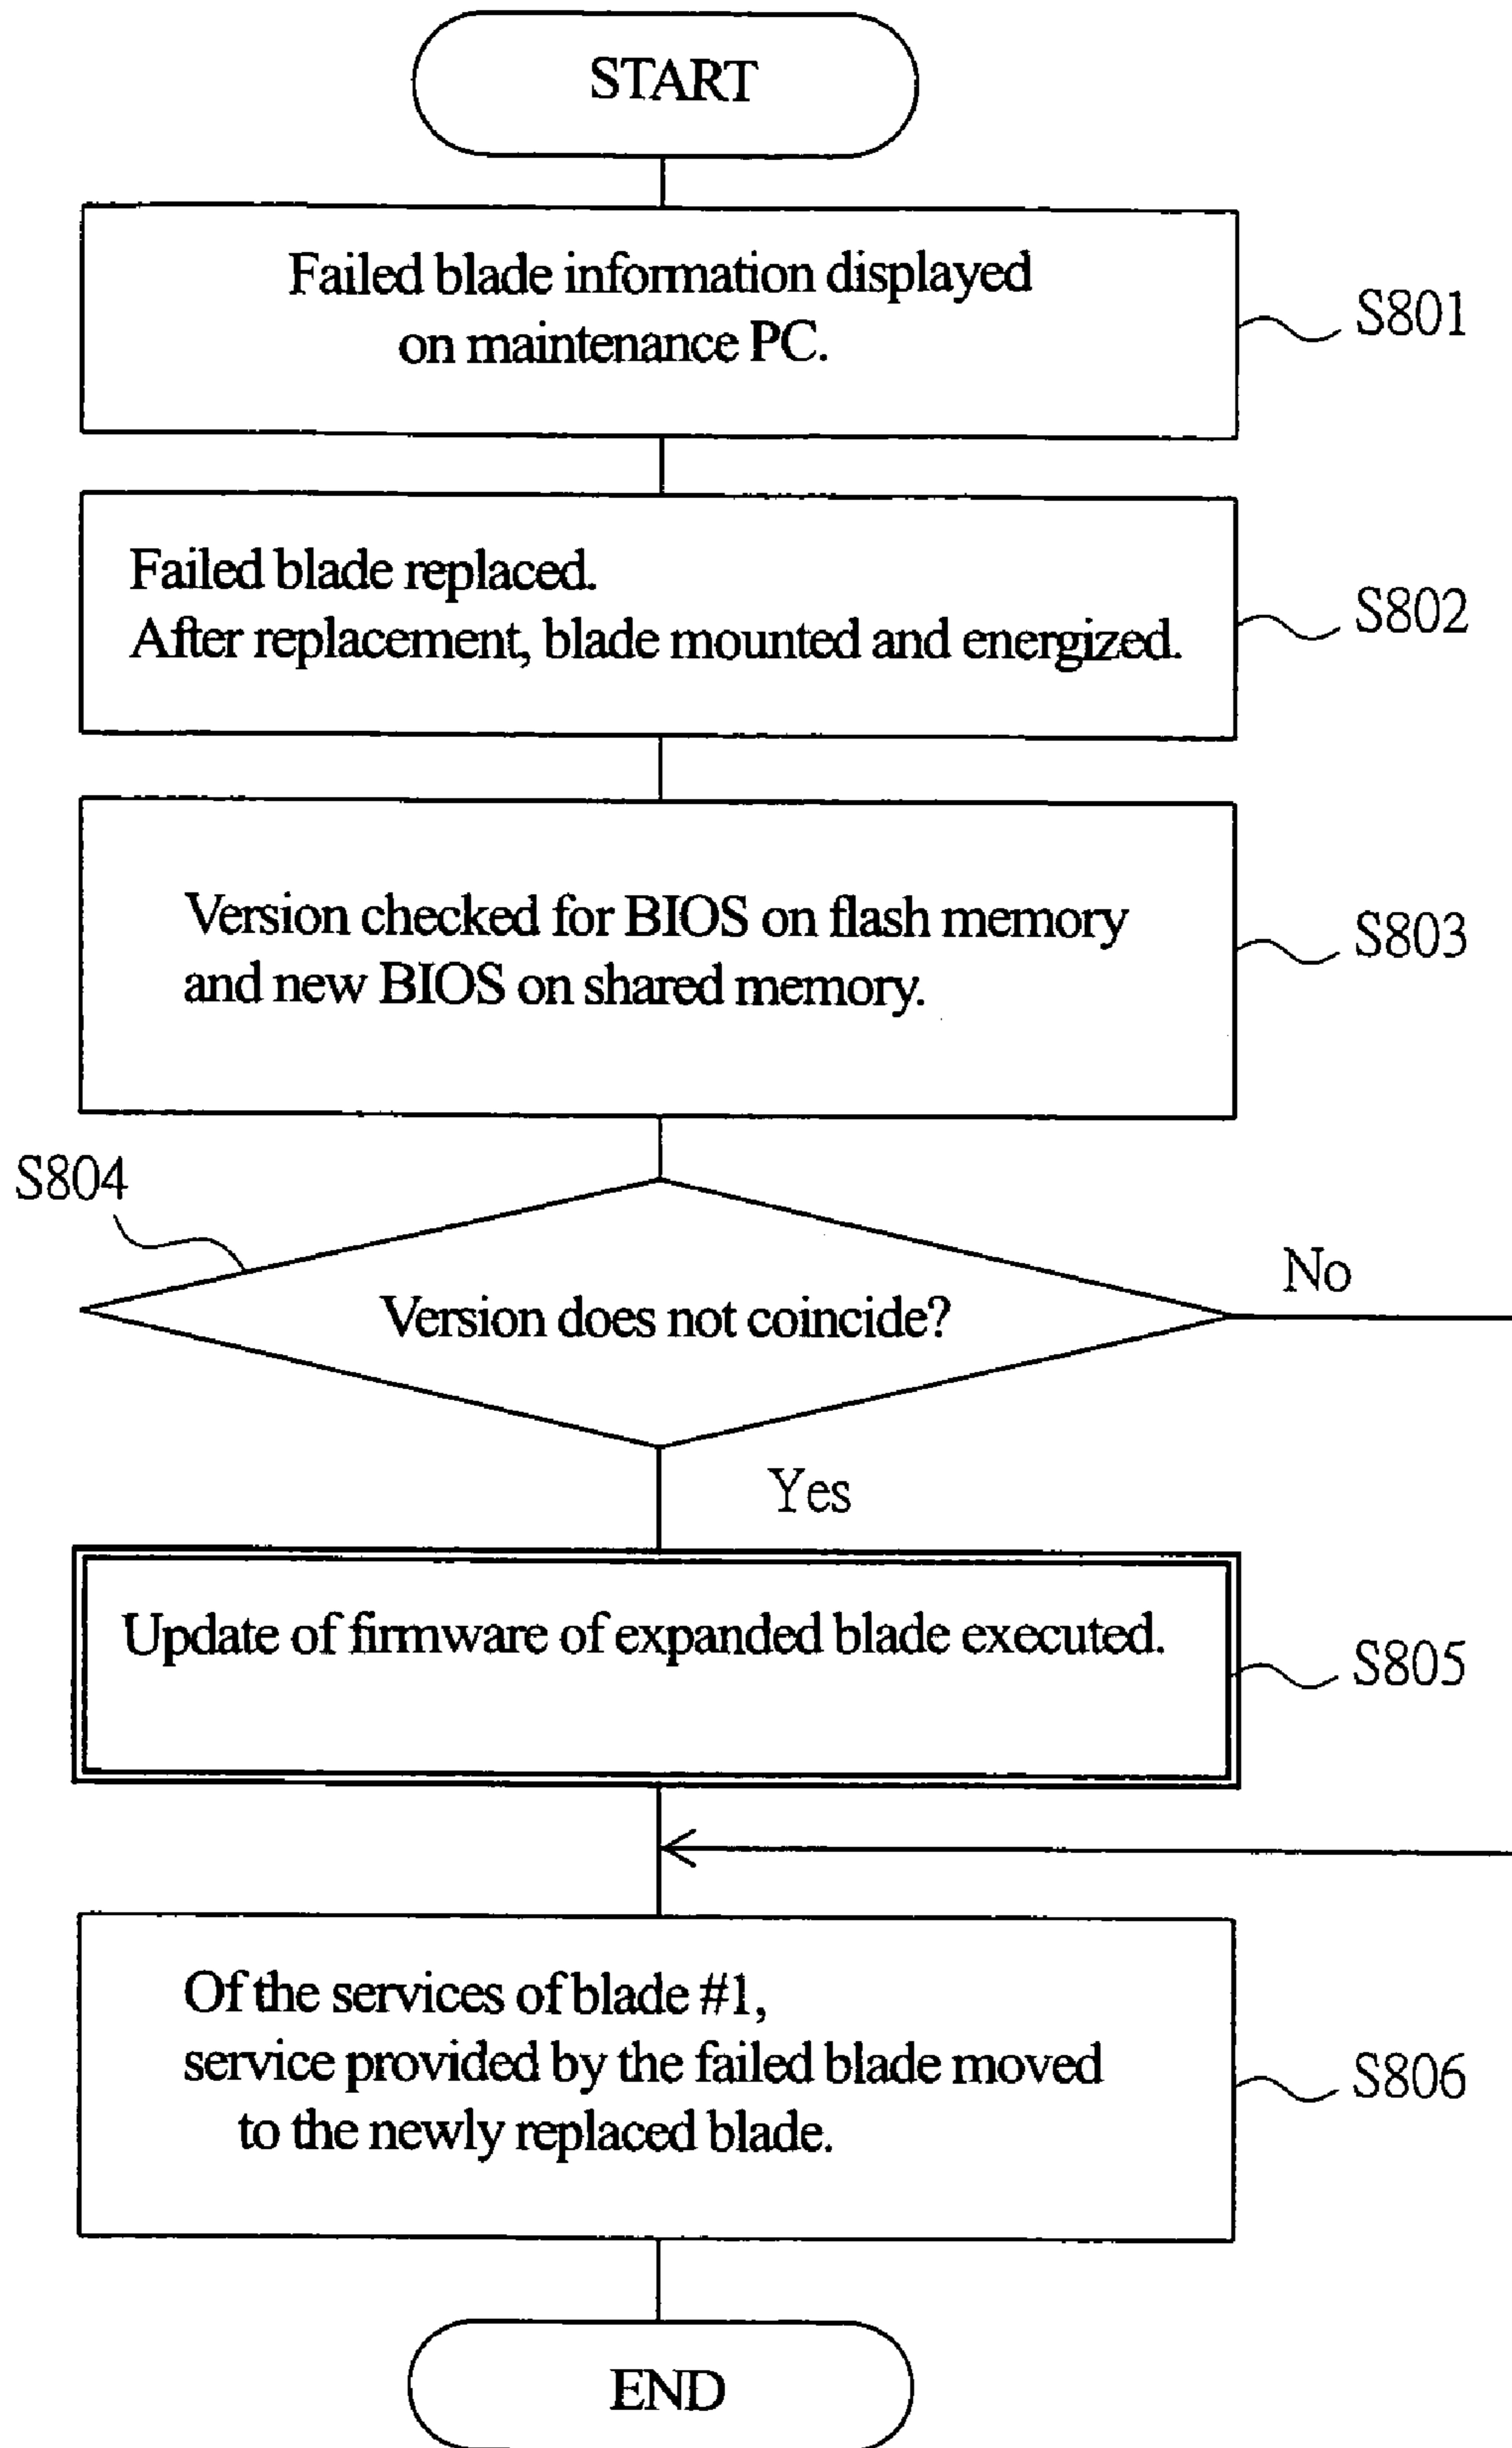 START
Failed blade information displayed
on maintenance PC.
S801
Failed blade replaced.
After replacement, blade mounted and energized.
S802
Version checked for BIOS on flash memory
and new BIOS on shared memory.
S803
S804
Version does not coincide?
No
Yes
Update of firmware of expanded blade executed.
S805
Of the services of blade #1,
service provided by the failed blade moved
to the newly replaced blade.
S806
END